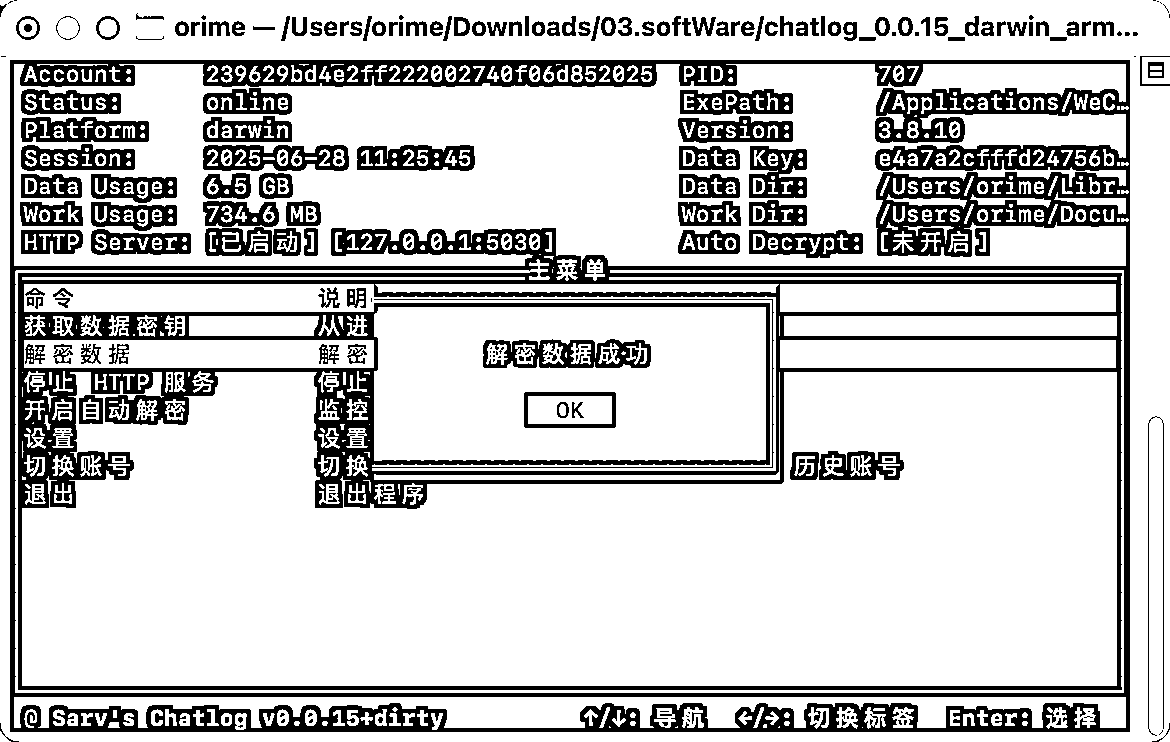 orime — /Users/orime/Downloads/03.softWare/chatlog_0.0.15_darwin_arm...
Account: 239629bd4e2ff222002740f06d852025 PID: 707
Status: online ExePath: /Applications/WeC…
Platform: darwin Version: 3.8.10
Session: 2025-06-28 11:25:45 Data Key: e4a7a2cfffd24756b…
Data Usage: 6.5 GB Data Dir: /Users/orime/Libr…
Work Usage: 734.6 MB Work Dir: /Users/orime/Docu…
HTTP Server: [已启动] [127.0.0.1:5030] Auto Decrypt: [未开启]
主菜单
命令 说明
获取数据密钥 从进
解密数据 解密 解密数据成功
停止 HTTP 服务 停止
开启自动解密 监控 OK
设置 设置
切换账号 切换 历史账号
退出 退出程序
@ Sarv's Chatlog v0.0.15+dirty ↑/↓: 导航 ←/→: 切换标签 Enter: 选择